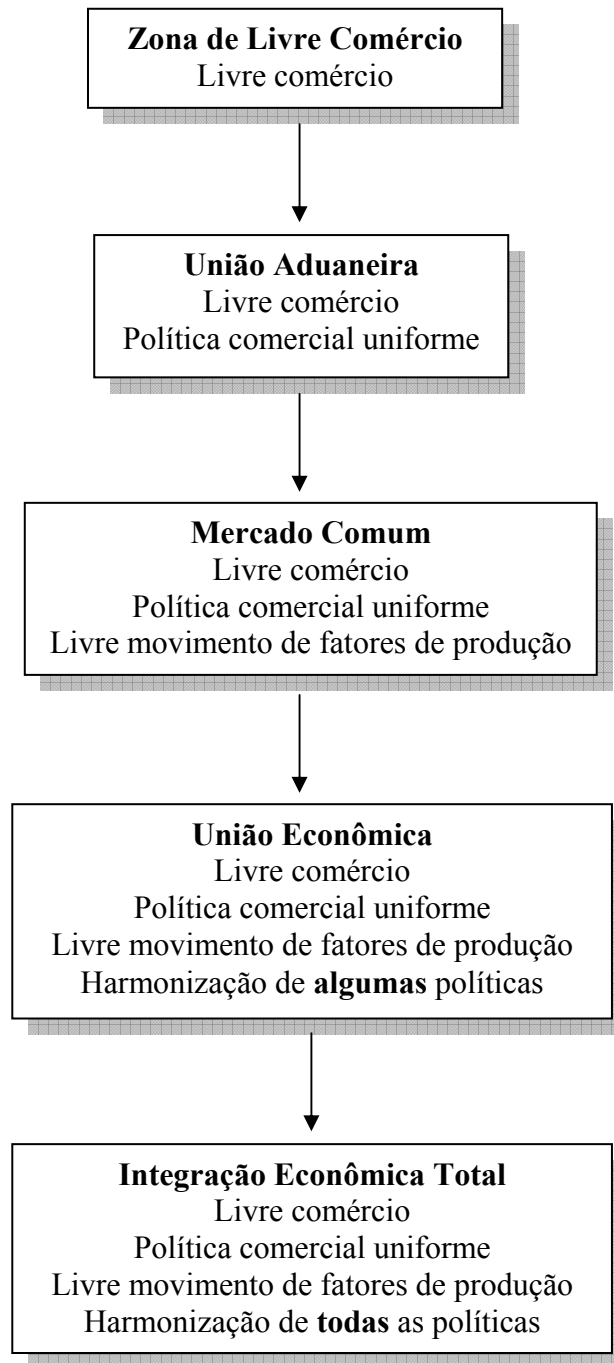 Zona de Livre Comércio
Livre comércio
União Aduaneira
Livre comércio
Política comercial uniforme
Mercado Comum
Livre comércio
Política comercial uniforme
Livre movimento de fatores de produção
União Econômica
Livre comércio
Política comercial uniforme
Livre movimento de fatores de produção
Harmonização de algumas políticas
Integração Econômica Total
Livre comércio
Política comercial uniforme
Livre movimento de fatores de produção
Harmonização de todas as políticas